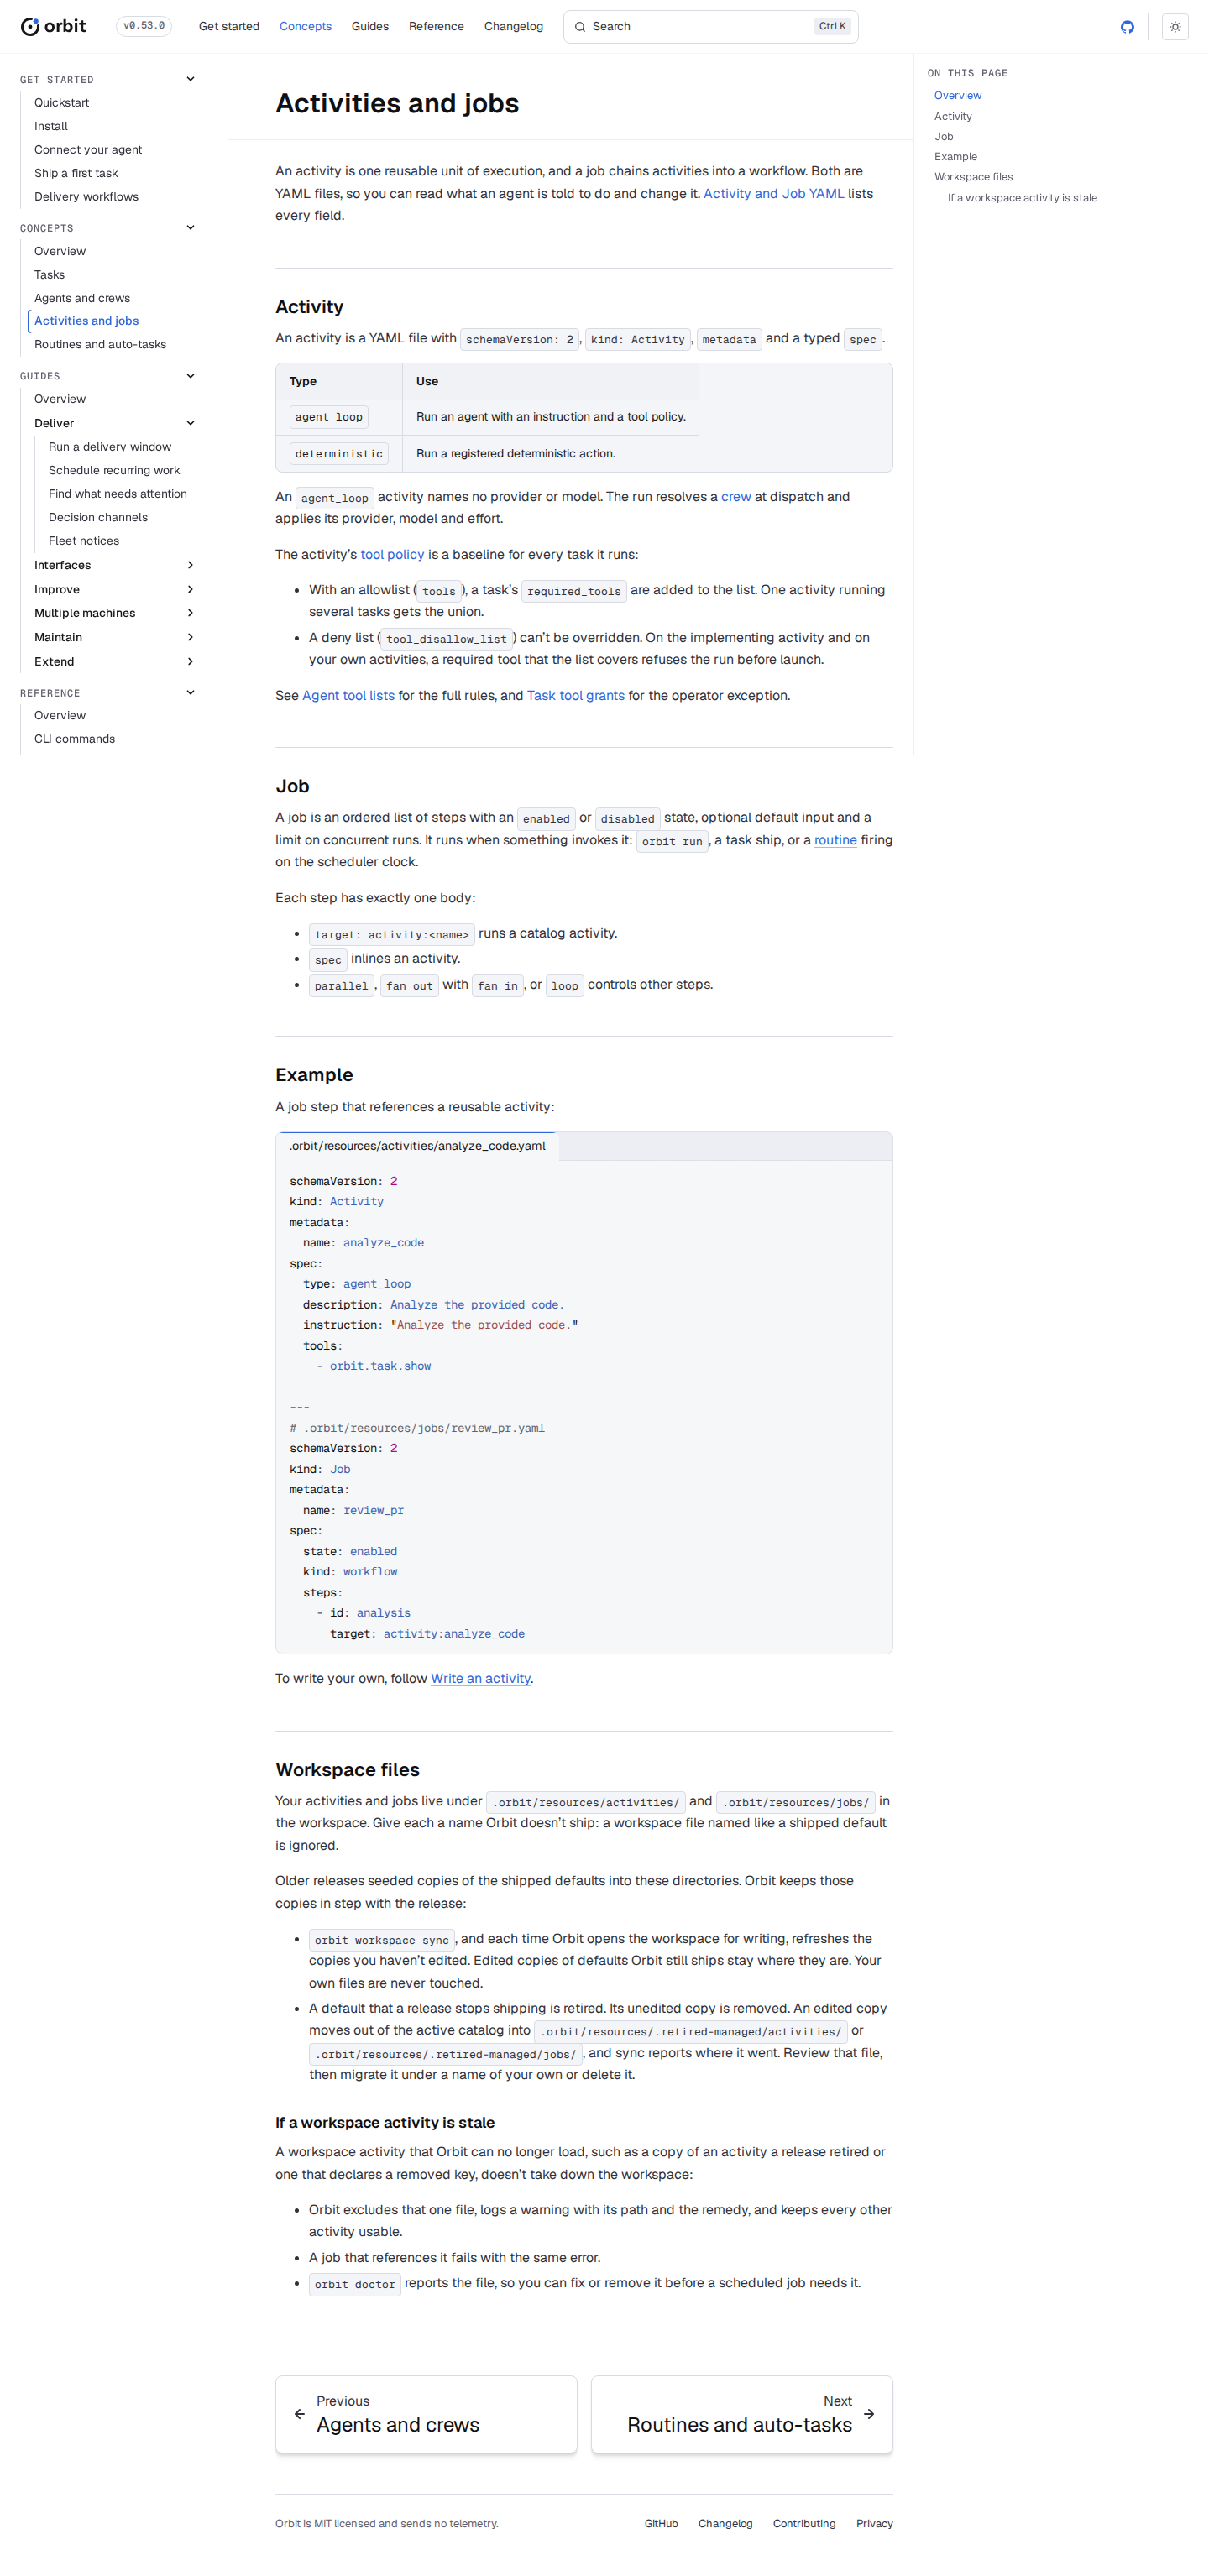 orbit
v0.53.0
Get started
Concepts
Guides
Reference
Changelog
Search
Ctrl K
GET STARTED
Quickstart
Install
Connect your agent
Ship a first task
Delivery workflows
CONCEPTS
Overview
Tasks
Agents and crews
Activities and jobs
Routines and auto-tasks
GUIDES
Overview
Deliver
Run a delivery window
Schedule recurring work
Find what needs attention
Decision channels
Fleet notices
Interfaces
Improve
Multiple machines
Maintain
Extend
REFERENCE
Overview
CLI commands
Activities and jobs
An activity is one reusable unit of execution, and a job chains activities into a workflow. Both are
YAML files, so you can read what an agent is told to do and change it. Activity and Job YAML lists
every field.
Activity
An activity is a YAML file with schemaVersion: 2, kind: Activity, metadata and a typed spec.
Type Use
agent_loop Run an agent with an instruction and a tool policy.
deterministic Run a registered deterministic action.
An agent_loop activity names no provider or model. The run resolves a crew at dispatch and
applies its provider, model and effort.
The activity’s tool policy is a baseline for every task it runs:
• With an allowlist (tools), a task’s required_tools are added to the list. One activity running
several tasks gets the union.
• A deny list (tool_disallow_list) can’t be overridden. On the implementing activity and on
your own activities, a required tool that the list covers refuses the run before launch.
See Agent tool lists for the full rules, and Task tool grants for the operator exception.
Job
A job is an ordered list of steps with an enabled or disabled state, optional default input and a
limit on concurrent runs. It runs when something invokes it: orbit run, a task ship, or a routine firing
on the scheduler clock.
Each step has exactly one body:
• target: activity:<name> runs a catalog activity.
• spec inlines an activity.
• parallel, fan_out with fan_in, or loop controls other steps.
Example
A job step that references a reusable activity:
.orbit/resources/activities/analyze_code.yaml
schemaVersion: 2
kind: Activity
metadata:
  name: analyze_code
spec:
  type: agent_loop
  description: Analyze the provided code.
  instruction: "Analyze the provided code."
  tools:
    - orbit.task.show
---
# .orbit/resources/jobs/review_pr.yaml
schemaVersion: 2
kind: Job
metadata:
  name: review_pr
spec:
  state: enabled
  kind: workflow
  steps:
    - id: analysis
      target: activity:analyze_code
To write your own, follow Write an activity.
Workspace files
Your activities and jobs live under .orbit/resources/activities/ and .orbit/resources/jobs/ in
the workspace. Give each a name Orbit doesn’t ship: a workspace file named like a shipped default
is ignored.
Older releases seeded copies of the shipped defaults into these directories. Orbit keeps those
copies in step with the release:
• orbit workspace sync, and each time Orbit opens the workspace for writing, refreshes the
copies you haven’t edited. Edited copies of defaults Orbit still ships stay where they are. Your
own files are never touched.
• A default that a release stops shipping is retired. Its unedited copy is removed. An edited copy
moves out of the active catalog into .orbit/resources/.retired-managed/activities/ or
.orbit/resources/.retired-managed/jobs/, and sync reports where it went. Review that file,
then migrate it under a name of your own or delete it.
If a workspace activity is stale
A workspace activity that Orbit can no longer load, such as a copy of an activity a release retired or
one that declares a removed key, doesn’t take down the workspace:
• Orbit excludes that one file, logs a warning with its path and the remedy, and keeps every other
activity usable.
• A job that references it fails with the same error.
• orbit doctor reports the file, so you can fix or remove it before a scheduled job needs it.
Previous
Agents and crews
Next
Routines and auto-tasks
Orbit is MIT licensed and sends no telemetry.
GitHub
Changelog
Contributing
Privacy
ON THIS PAGE
Overview
Activity
Job
Example
Workspace files
If a workspace activity is stale